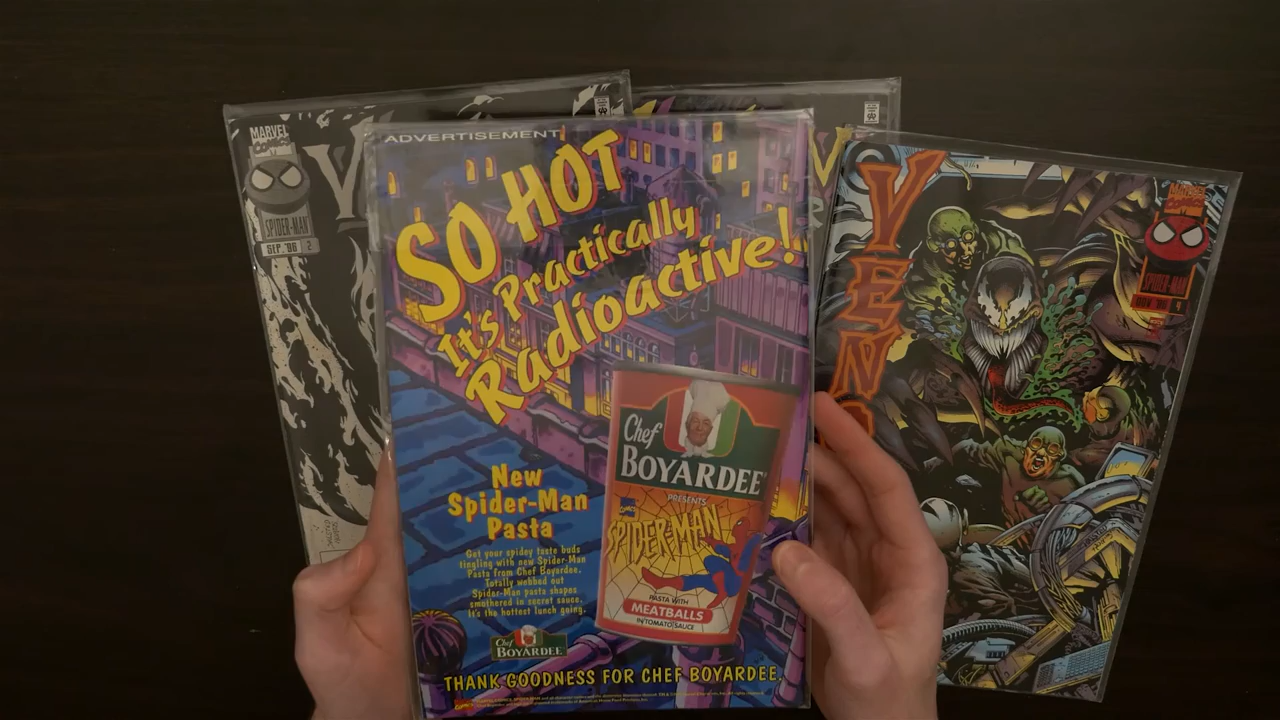 MARVEL
COMICS
SPIDER-MAN
SEP '96 2
V
ADVERTISEMENT
SO HOT
It's Practically
Radioactive!
New
Spider-Man
Pasta
Get your spidey taste buds
tingling with new Spider-Man
Pasta from Chef Boyardee.
Totally webbed out
Spider-Man pasta shapes
smothered in secret sauce.
It's the hottest lunch going.
Chef
BOYARDEE
THANK GOODNESS FOR CHEF BOYARDEE.
Chef
BOYARDEE
PRESENTS
SPIDER-MAN
PASTA WITH
MEATBALLS
IN TOMATO SAUCE
V
VENO
MARVEL
COMICS
SPIDER-MAN
4